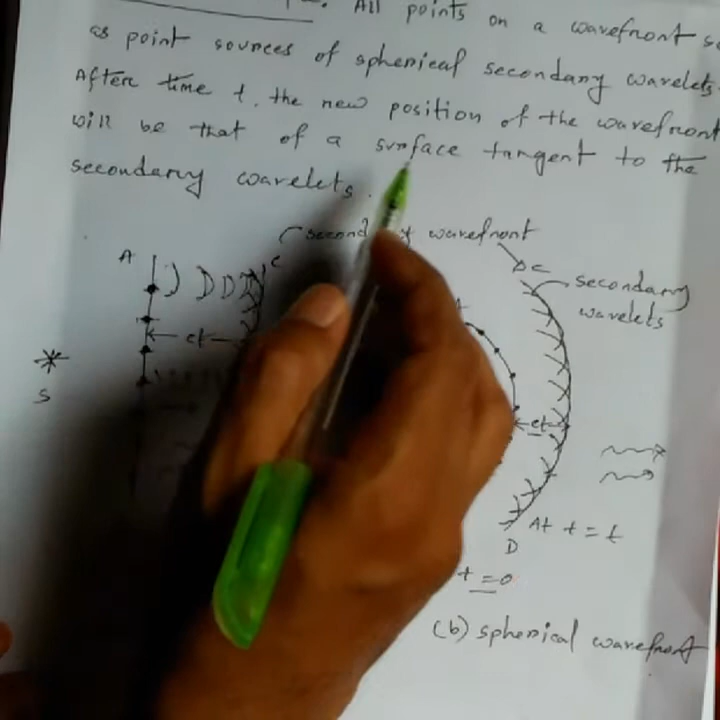 All points on a wavefront
as point sources of spherical secondary wavelets.
After time t, the new position of the wavefront
will be that of a surface tangent to the
secondary wavelets.
wavefront
A
C
C
secondary
wavelets
ct
S
ct
At t = t
D
t = 0
(b) spherical wavefront